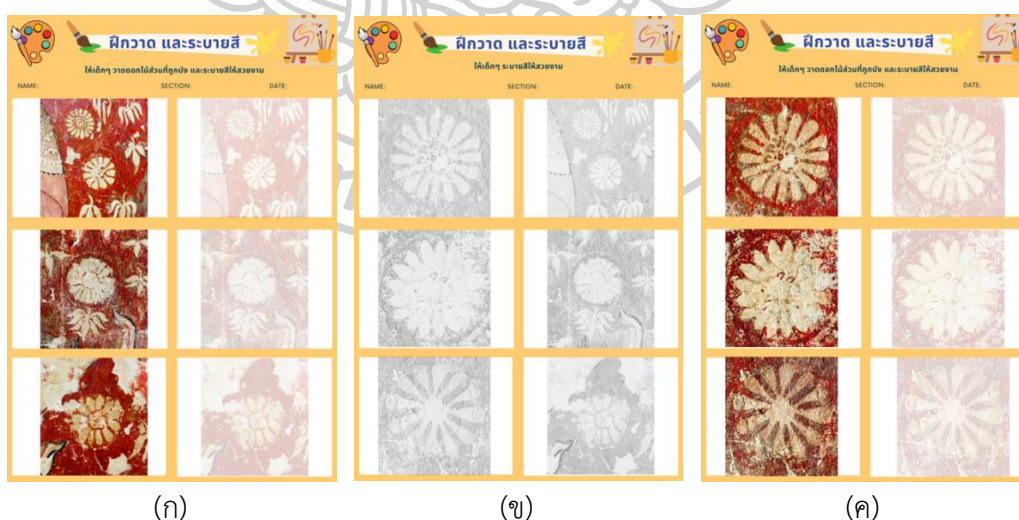 ฝึกวาด และระบายสี
ให้เด็กๆ วาดดอกไม้ส่วนที่ถูกบัง และระบายสีให้สวยงาม
NAME: SECTION: DATE:
(ก)
ฝึกวาด และระบายสี
ให้เด็กๆ ระบายสีให้สวยงาม
NAME: SECTION: DATE:
(ข)
ฝึกวาด และระบายสี
ให้เด็กๆ วาดดอกไม้ส่วนที่ถูกบัง และระบายสีให้สวยงาม
NAME: SECTION: DATE:
(ค)